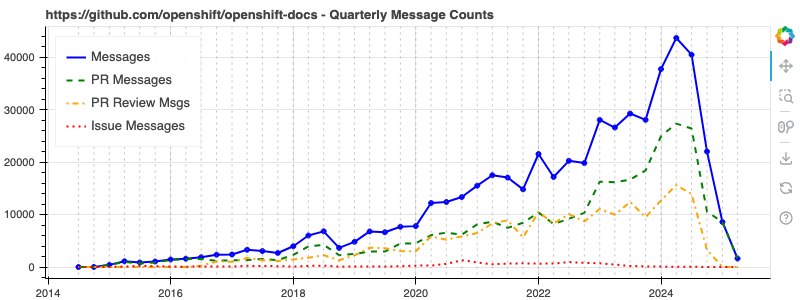 https://github.com/openshift/openshift-docs - Quarterly Message Counts
Messages
PR Messages
PR Review Msgs
Issue Messages
40000
30000
20000
10000
0
2014 2016 2018 2020 2022 2024